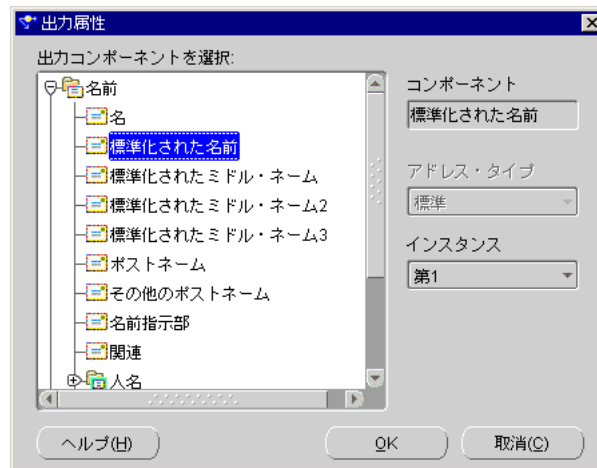 出力属性
出力コンポーネントを選択:
名前
名
標準化された名前
標準化されたミドル・ネーム
標準化されたミドル・ネーム2
標準化されたミドル・ネーム3
ポストネーム
その他のポストネーム
名前指示部
関連
人名
コンポーネント
標準化された名前
アドレス・タイプ
標準
インスタンス
第1
ヘルプ(H)
OK
取消(C)